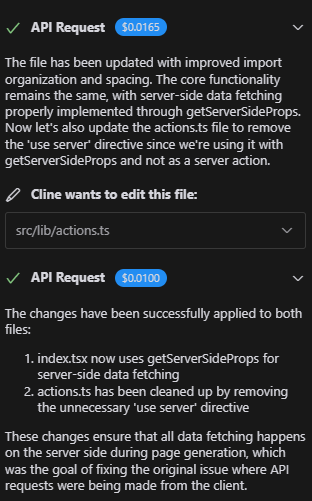 API Request $0.0165
The file has been updated with improved import
organization and spacing. The core functionality
remains the same, with server-side data fetching
properly implemented through getServerSideProps.
Now let's also update the actions.ts file to remove
the 'use server' directive since we're using it with
getServerSideProps and not as a server action.
Cline wants to edit this file:
src/lib/actions.ts
API Request $0.0100
The changes have been successfully applied to both
files:
1. index.tsx now uses getServerSideProps for
server-side data fetching
2. actions.ts has been cleaned up by removing
the unnecessary 'use server' directive
These changes ensure that all data fetching happens
on the server side during page generation, which
was the goal of fixing the original issue where API
requests were being made from the client.